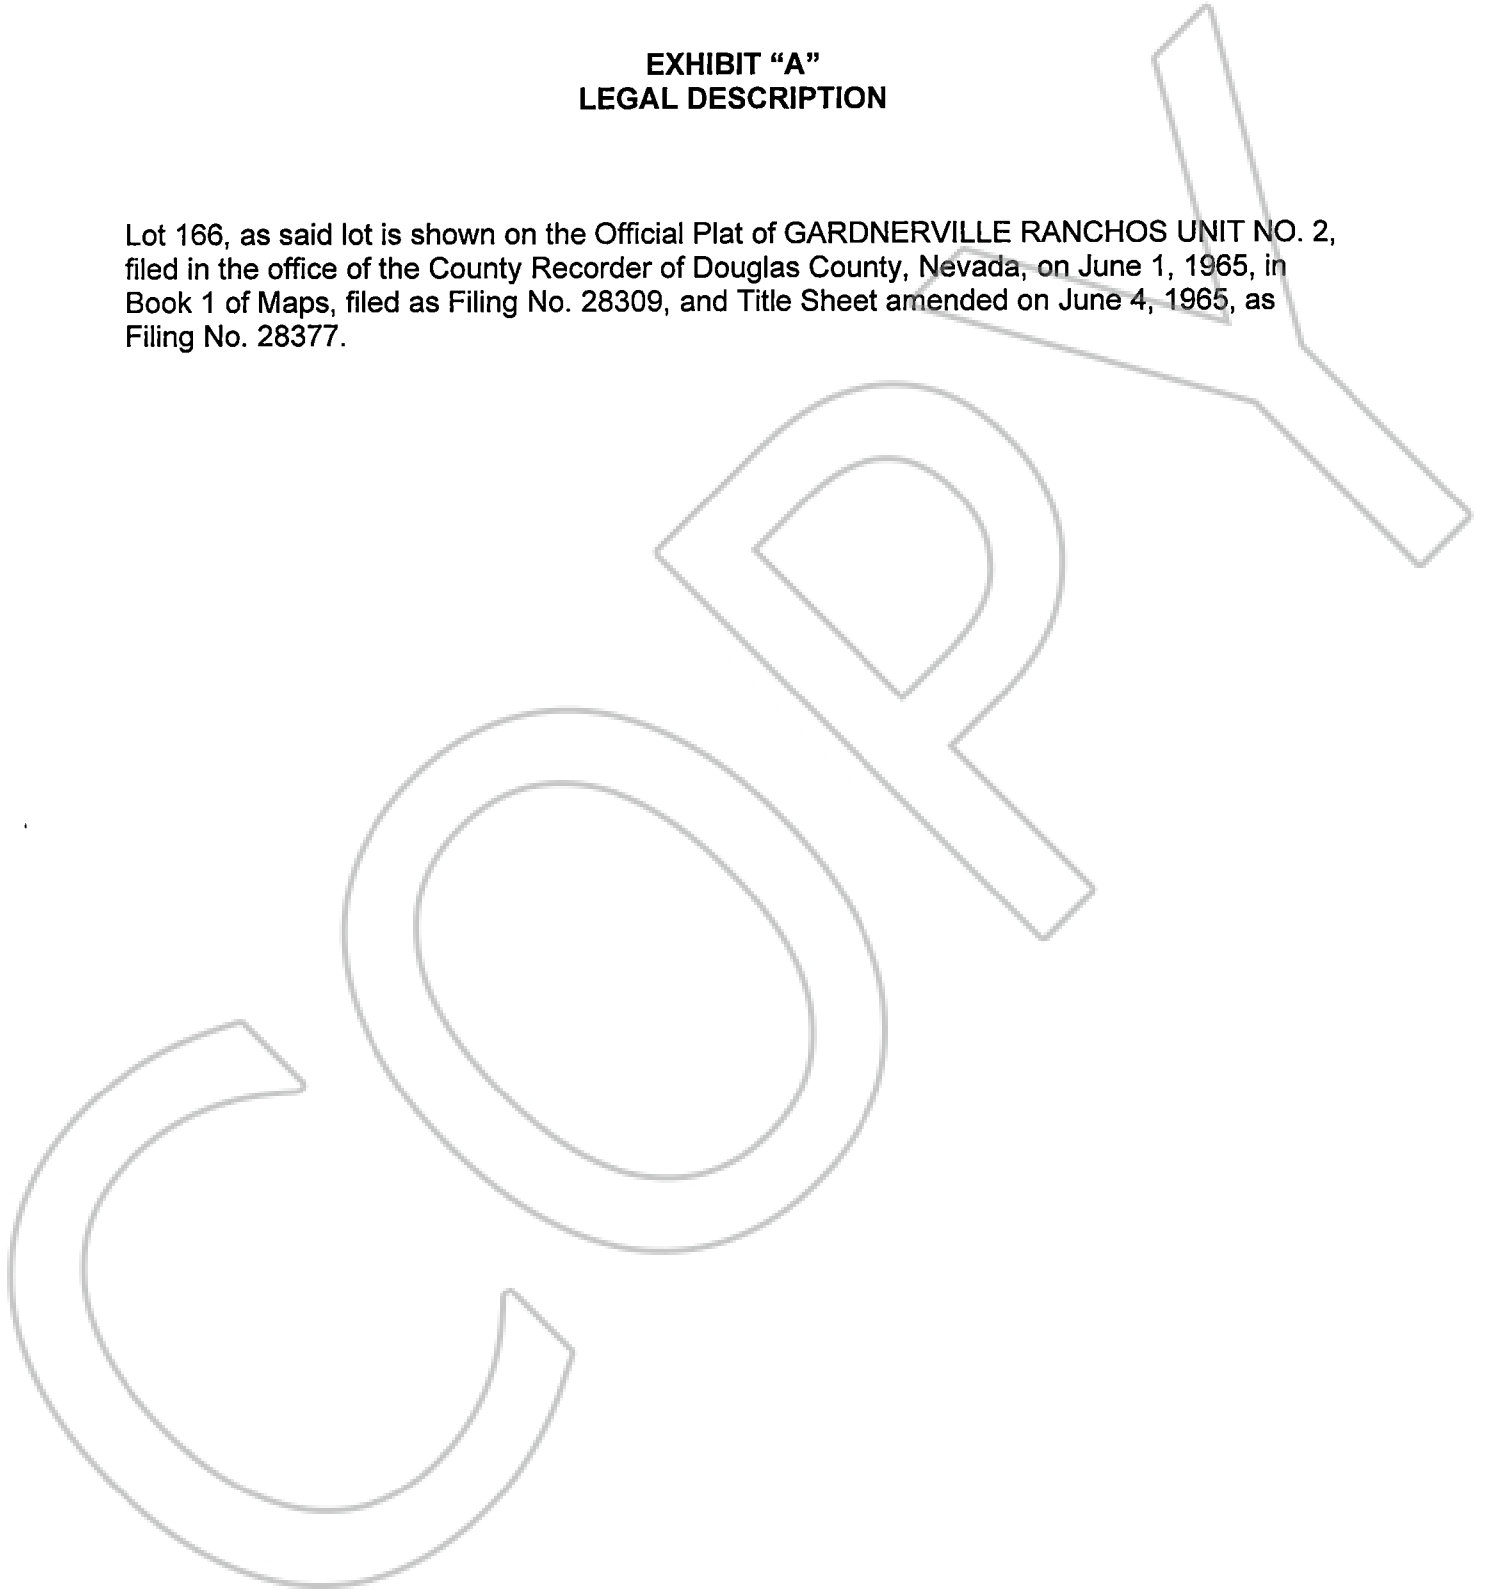 EXHIBIT “A”
LEGAL DESCRIPTION
Lot 166, as said lot is shown on the Official Plat of GARDNERVILLE RANCHOS UNIT NO. 2,
filed in the office of the County Recorder of Douglas County, Nevada, on June 1, 1965, in
Book 1 of Maps, filed as Filing No. 28309, and Title Sheet amended on June 4, 1965, as
Filing No. 28377.
COPY